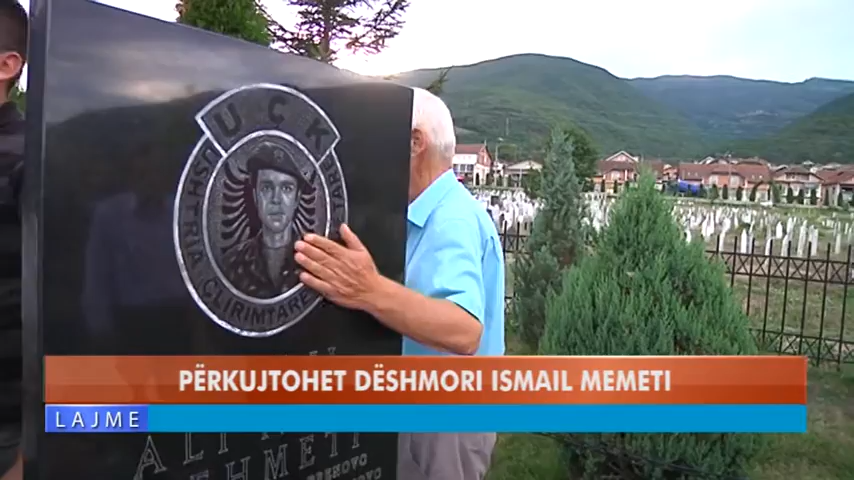 UÇK
USHTRIA ÇLIRIMTARE
PËRKUJTOHET DËSHMORI ISMAIL MEMETI
LAJME